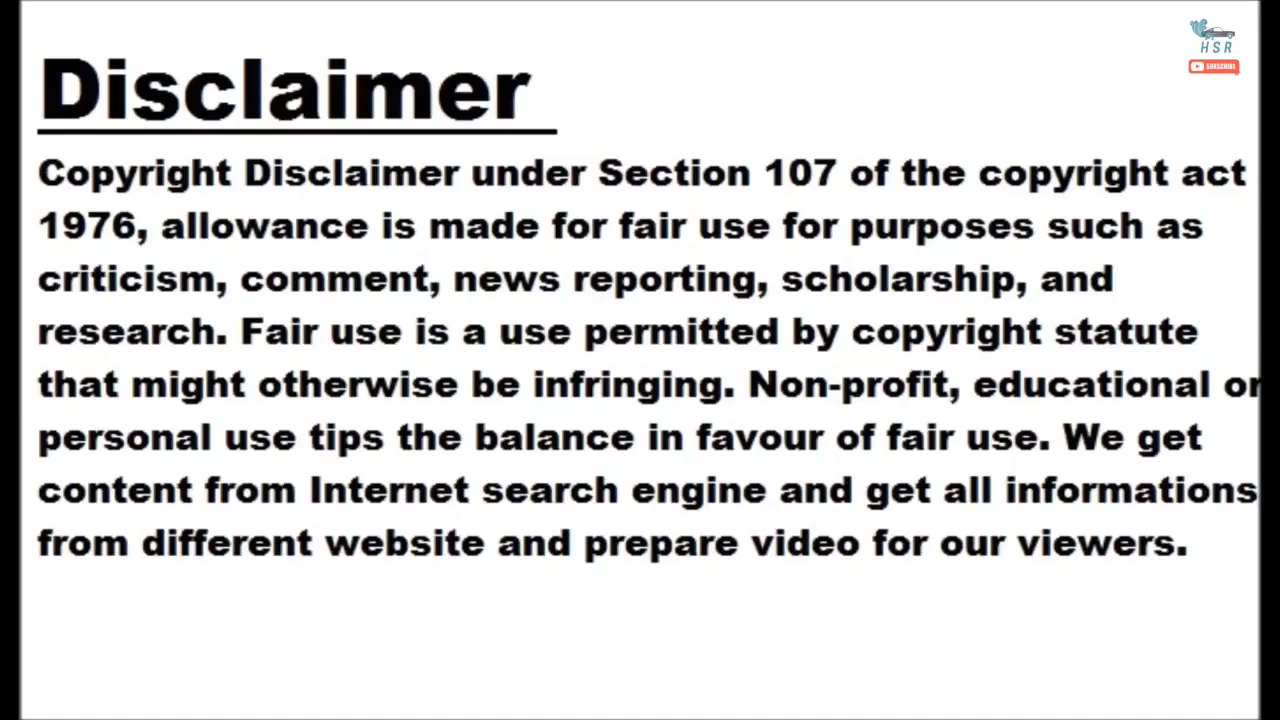 HSR
SUBSCRIBE
Disclaimer
Copyright Disclaimer under Section 107 of the copyright act
1976, allowance is made for fair use for purposes such as
criticism, comment, news reporting, scholarship, and
research. Fair use is a use permitted by copyright statute
that might otherwise be infringing. Non-profit, educational or
personal use tips the balance in favour of fair use. We get
content from Internet search engine and get all informations
from different website and prepare video for our viewers.